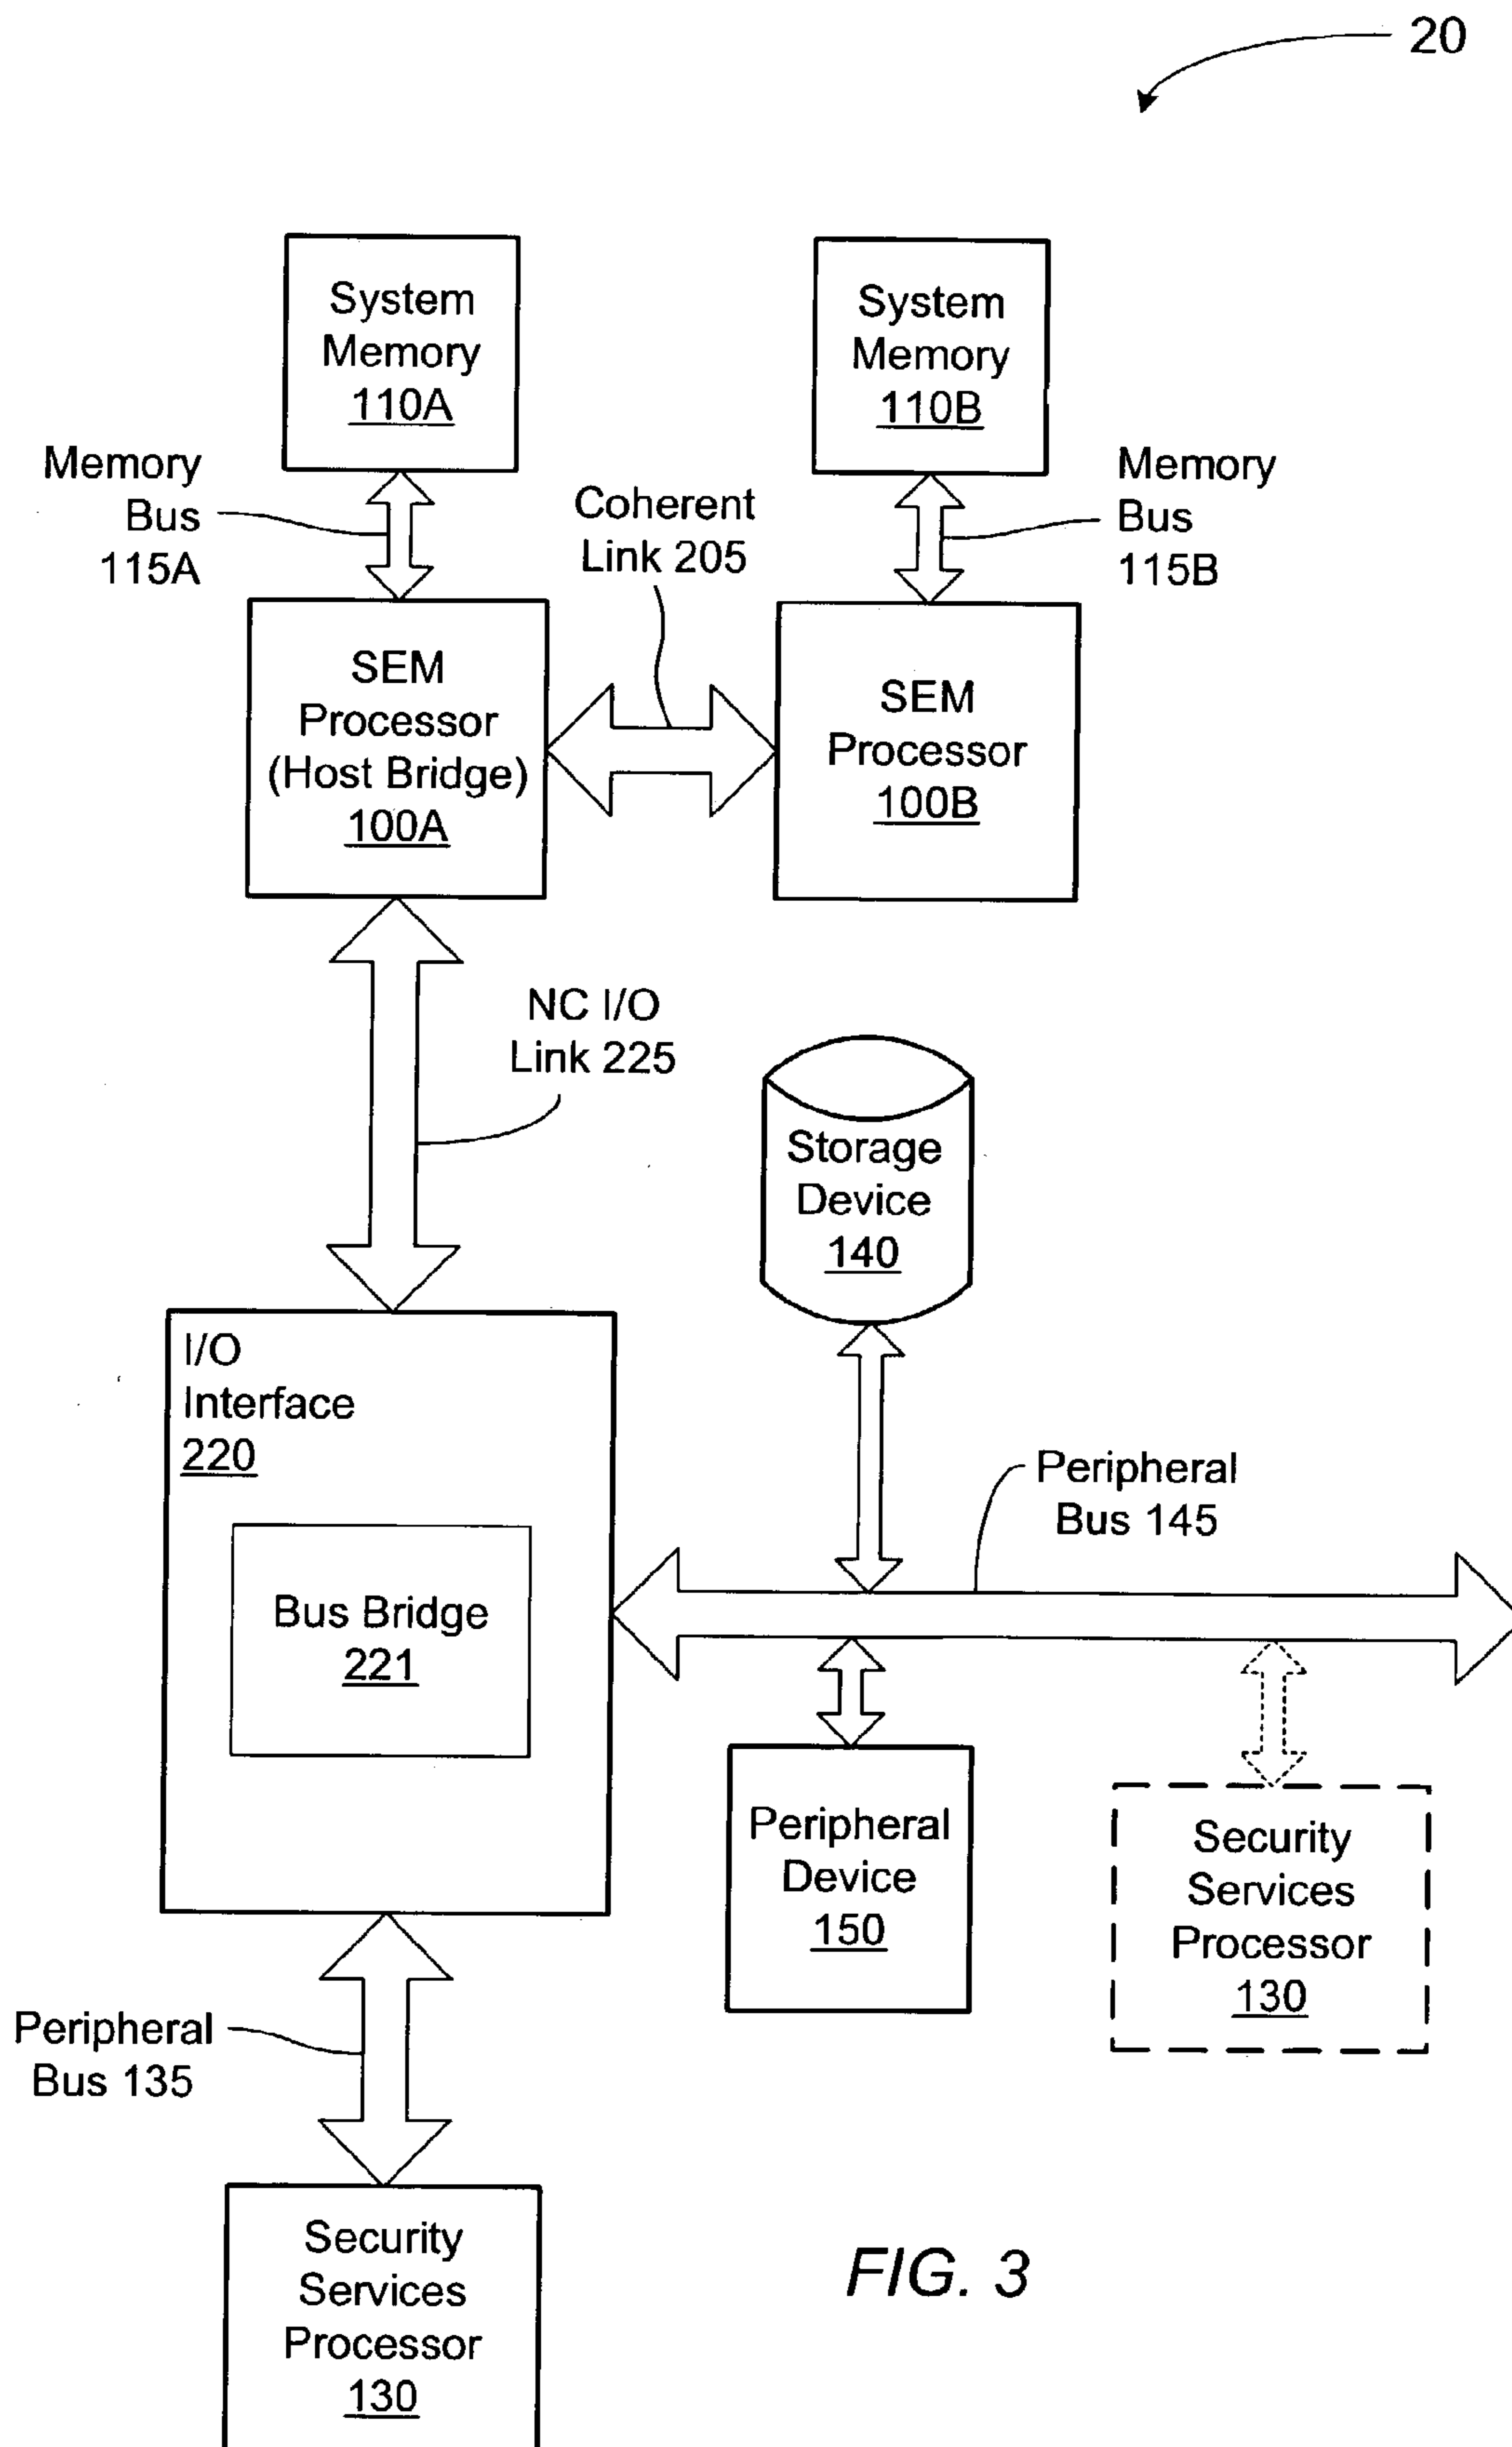 20
System
Memory
110A
System
Memory
110B
Memory
Bus
115A
Coherent
Link 205
Memory
Bus
115B
SEM
Processor
(Host Bridge)
100A
SEM
Processor
100B
NC I/O
Link 225
Storage
Device
140
I/O
Interface
220
Bus Bridge
221
Peripheral
Bus 145
Peripheral
Device
150
Security
Services
Processor
130
Peripheral
Bus 135
Security
Services
Processor
130
FIG. 3